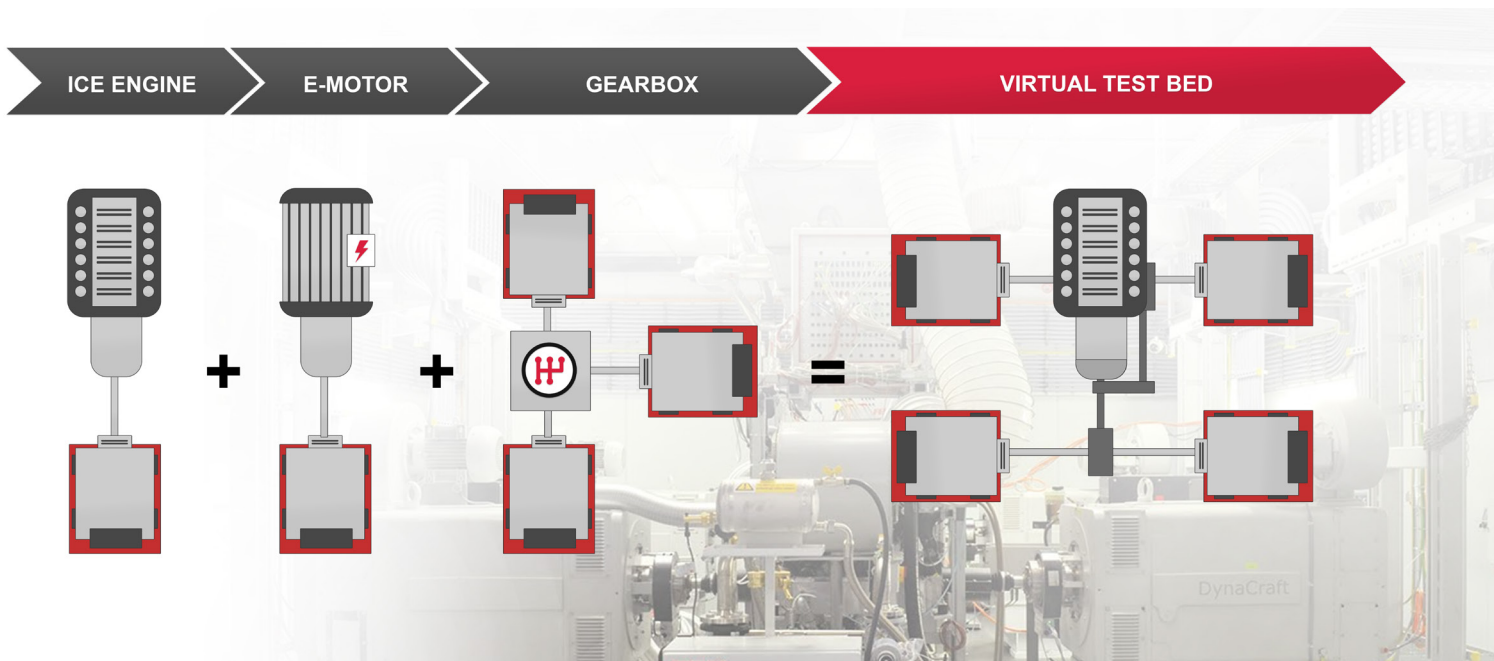 ICE ENGINE
E-MOTOR
GEARBOX
VIRTUAL TEST BED
+
+
=
DynaCraft